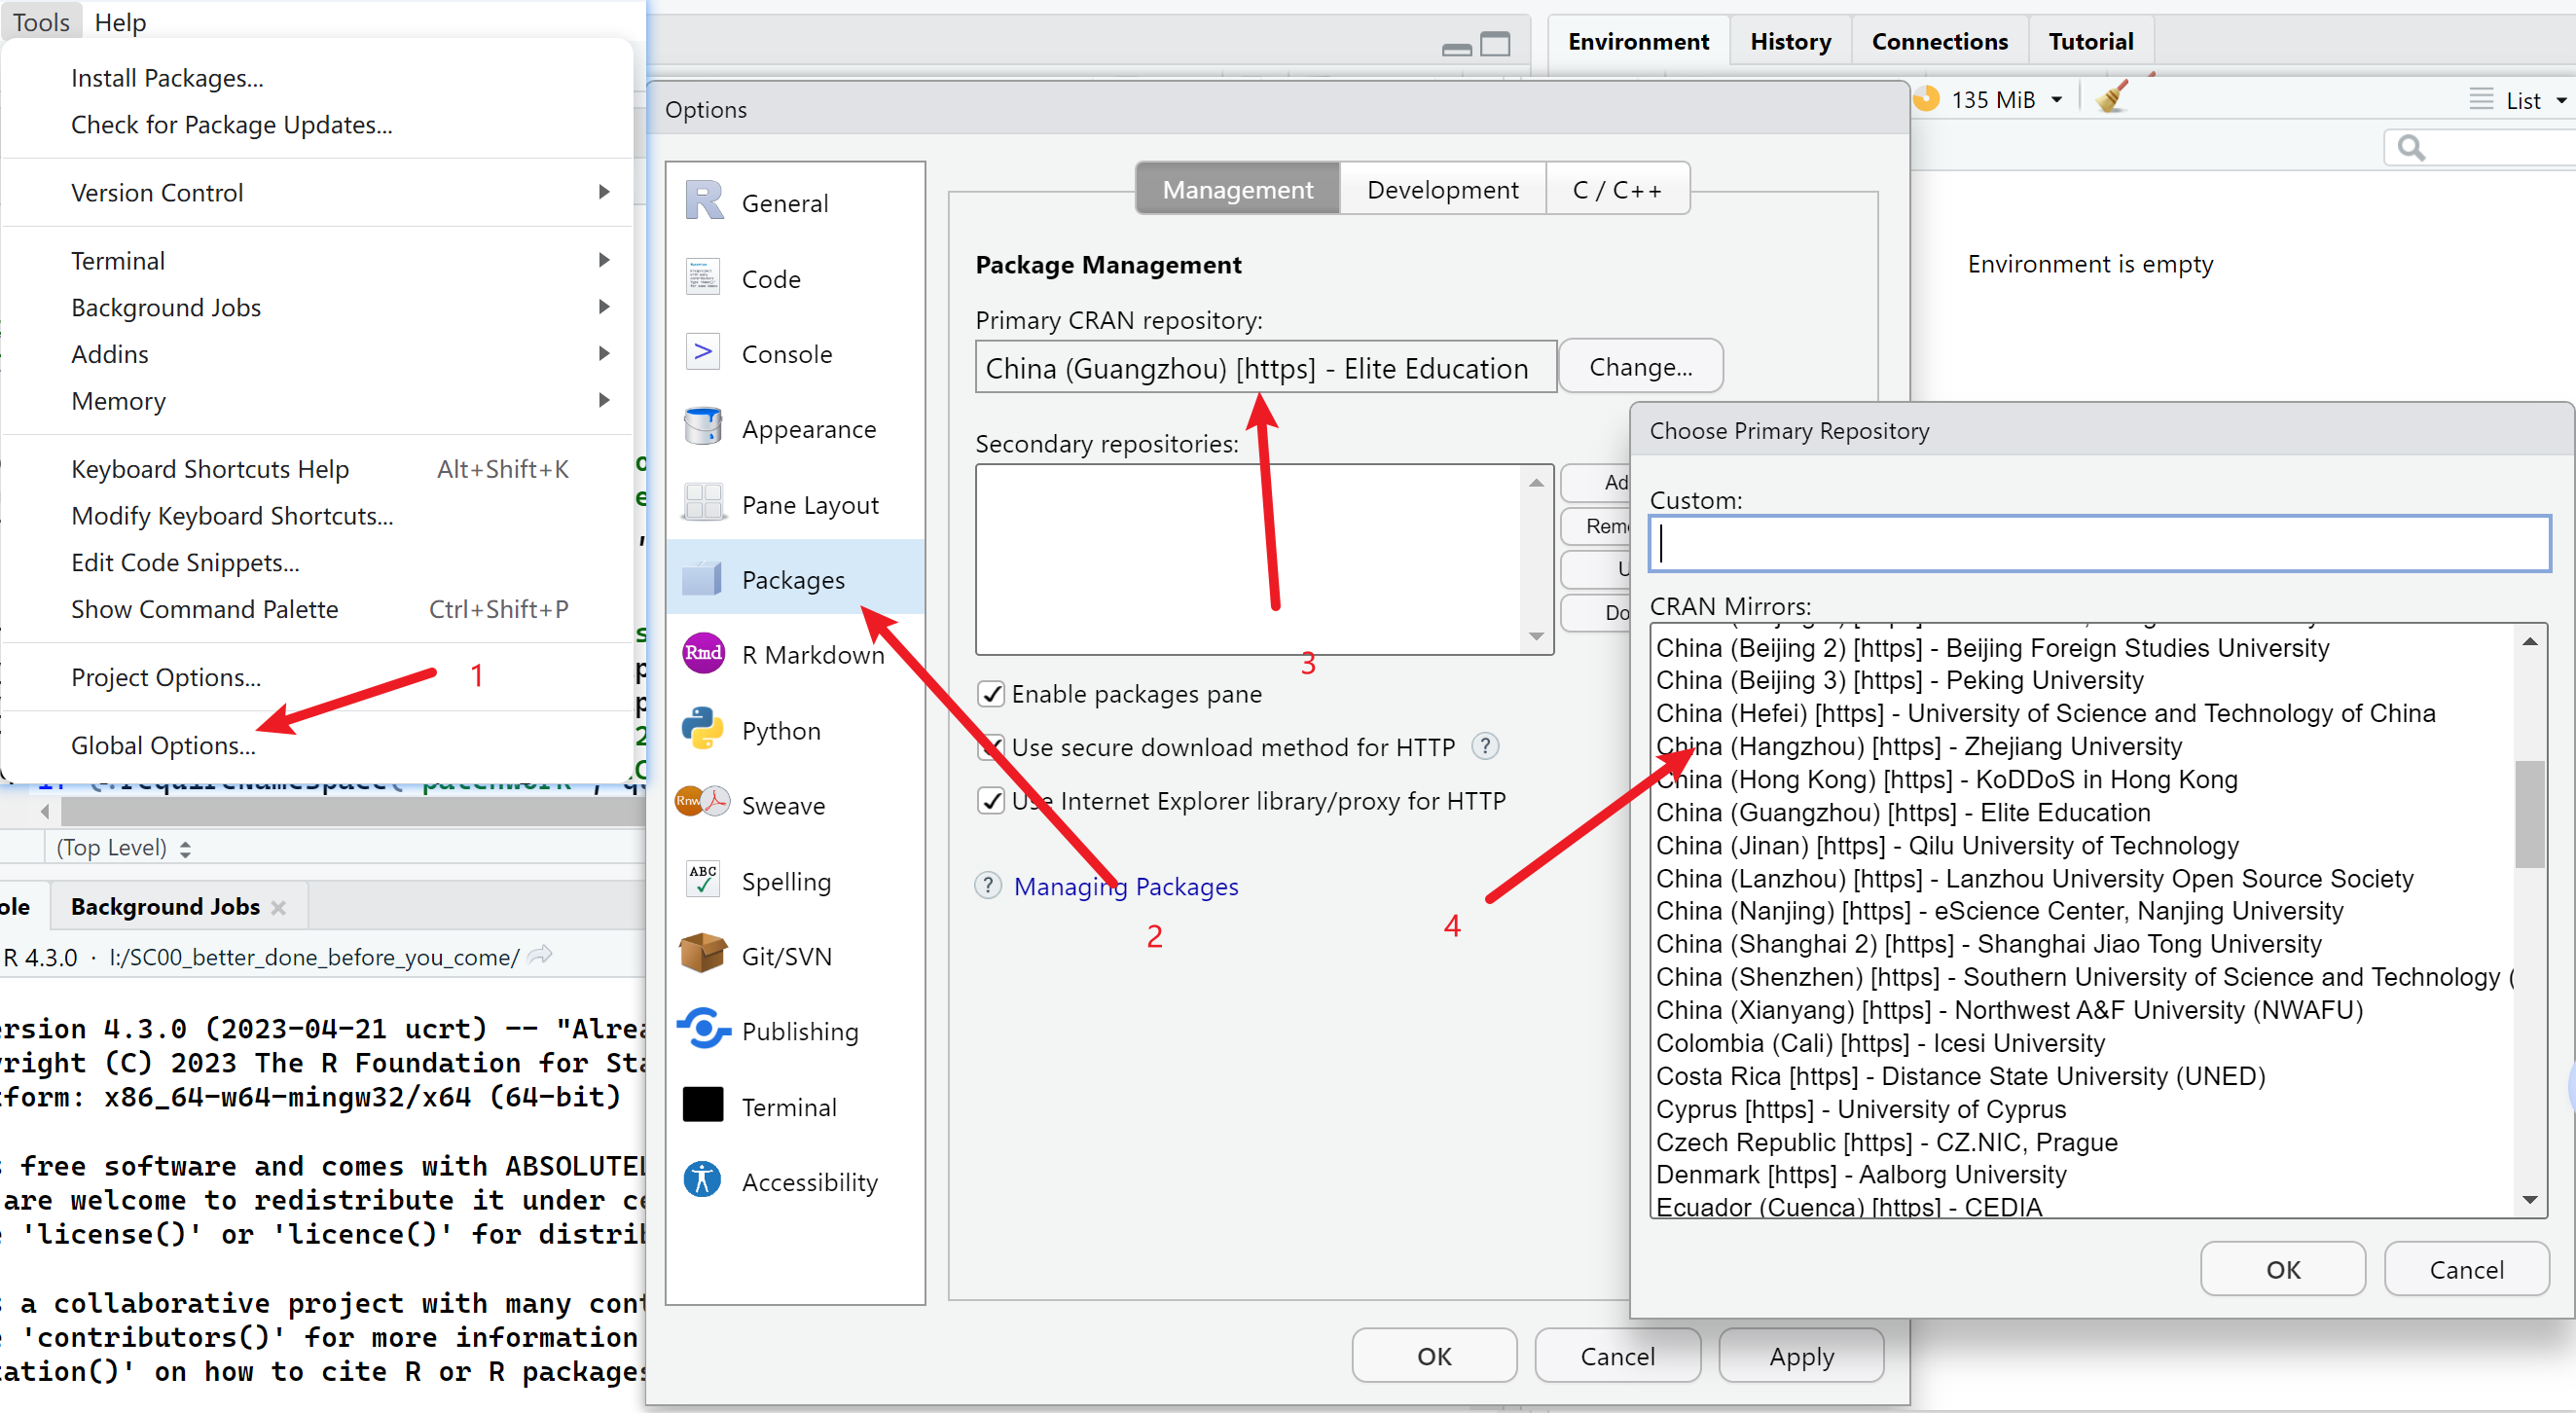 Tools Help
Install Packages...
Check for Package Updates...
Version Control
Terminal
Background Jobs
Addins
Memory
Keyboard Shortcuts Help Alt+Shift+K
Modify Keyboard Shortcuts...
Edit Code Snippets...
Show Command Palette Ctrl+Shift+P
Project Options...
1
Global Options...
(Top Level)
ole Background Jobs
R 4.3.0 · I:/SC00_better_done_before_you_come/
ersion 4.3.0 (2023-04-21 ucrt) -- "Alrea
yright (C) 2023 The R Foundation for Sta
tform: x86_64-w64-mingw32/x64 (64-bit)
s free software and comes with ABSOLUTEL
are welcome to redistribute it under ce
e 'license()' or 'licence()' for distrib
s a collaborative project with many cont
e 'contributors()' for more information
tation()' on how to cite R or R packages
Options
General
Code
Console
Appearance
Pane Layout
Packages
Rmd R Markdown
Python
Rnw Sweave
ABC Spelling
Git/SVN
Publishing
Terminal
Accessibility
Management Development C / C++
Package Management
Primary CRAN repository:
China (Guangzhou) [https] - Elite Education Change...
Secondary repositories:
Ad
Rem
U
Do
3
Enable packages pane
Use secure download method for HTTP ?
Use Internet Explorer library/proxy for HTTP
? Managing Packages
2
4
OK Cancel Apply
Environment History Connections Tutorial
135 MiB List
Environment is empty
Choose Primary Repository
Custom:
CRAN Mirrors:
China (Beijing 2) [https] - Beijing Foreign Studies University
China (Beijing 3) [https] - Peking University
China (Hefei) [https] - University of Science and Technology of China
China (Hangzhou) [https] - Zhejiang University
China (Hong Kong) [https] - KoDDoS in Hong Kong
China (Guangzhou) [https] - Elite Education
China (Jinan) [https] - Qilu University of Technology
China (Lanzhou) [https] - Lanzhou University Open Source Society
China (Nanjing) [https] - eScience Center, Nanjing University
China (Shanghai 2) [https] - Shanghai Jiao Tong University
China (Shenzhen) [https] - Southern University of Science and Technology (
China (Xianyang) [https] - Northwest A&F University (NWAFU)
Colombia (Cali) [https] - Icesi University
Costa Rica [https] - Distance State University (UNED)
Cyprus [https] - University of Cyprus
Czech Republic [https] - CZ.NIC, Prague
Denmark [https] - Aalborg University
Ecuador (Cuenca) [https] - CEDIA
OK Cancel